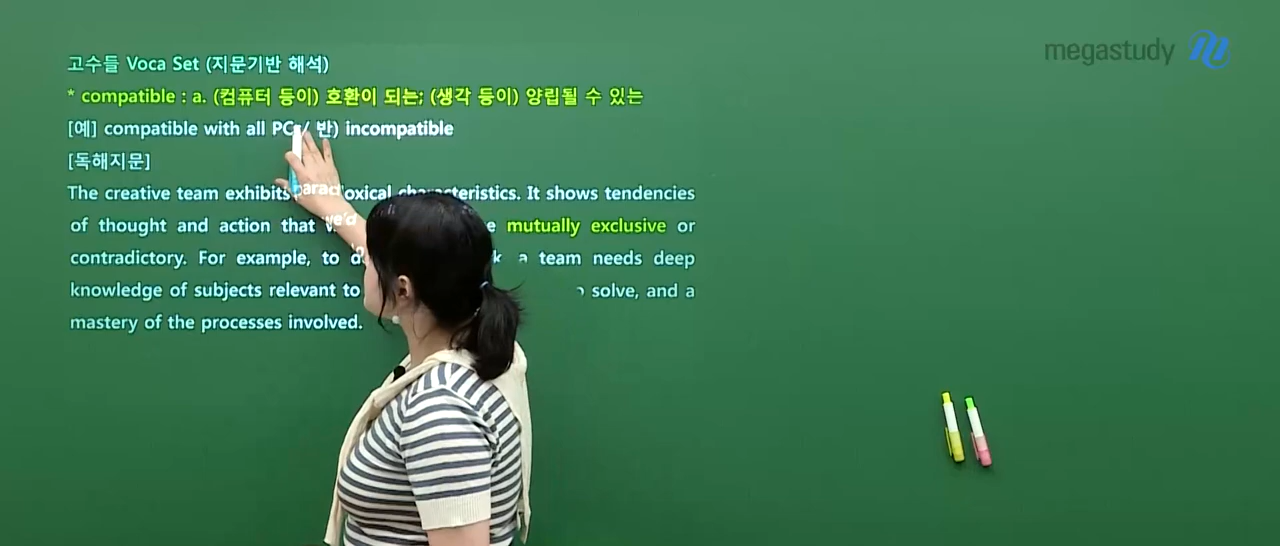 고수들 Voca Set (지문기반 해석)
megastudy
* compatible : a. (컴퓨터 등이) 호환이 되는; (생각 등이) 양립될 수 있는
[예] compatible with all PCs / 반) incompatible
[독해지문]
The creative team exhibits paradoxical characteristics. It shows tendencies
of thought and action that we'd mutually exclusive or
contradictory. For example, to a team needs deep
knowledge of subjects relevant to solve, and a
mastery of the processes involved.